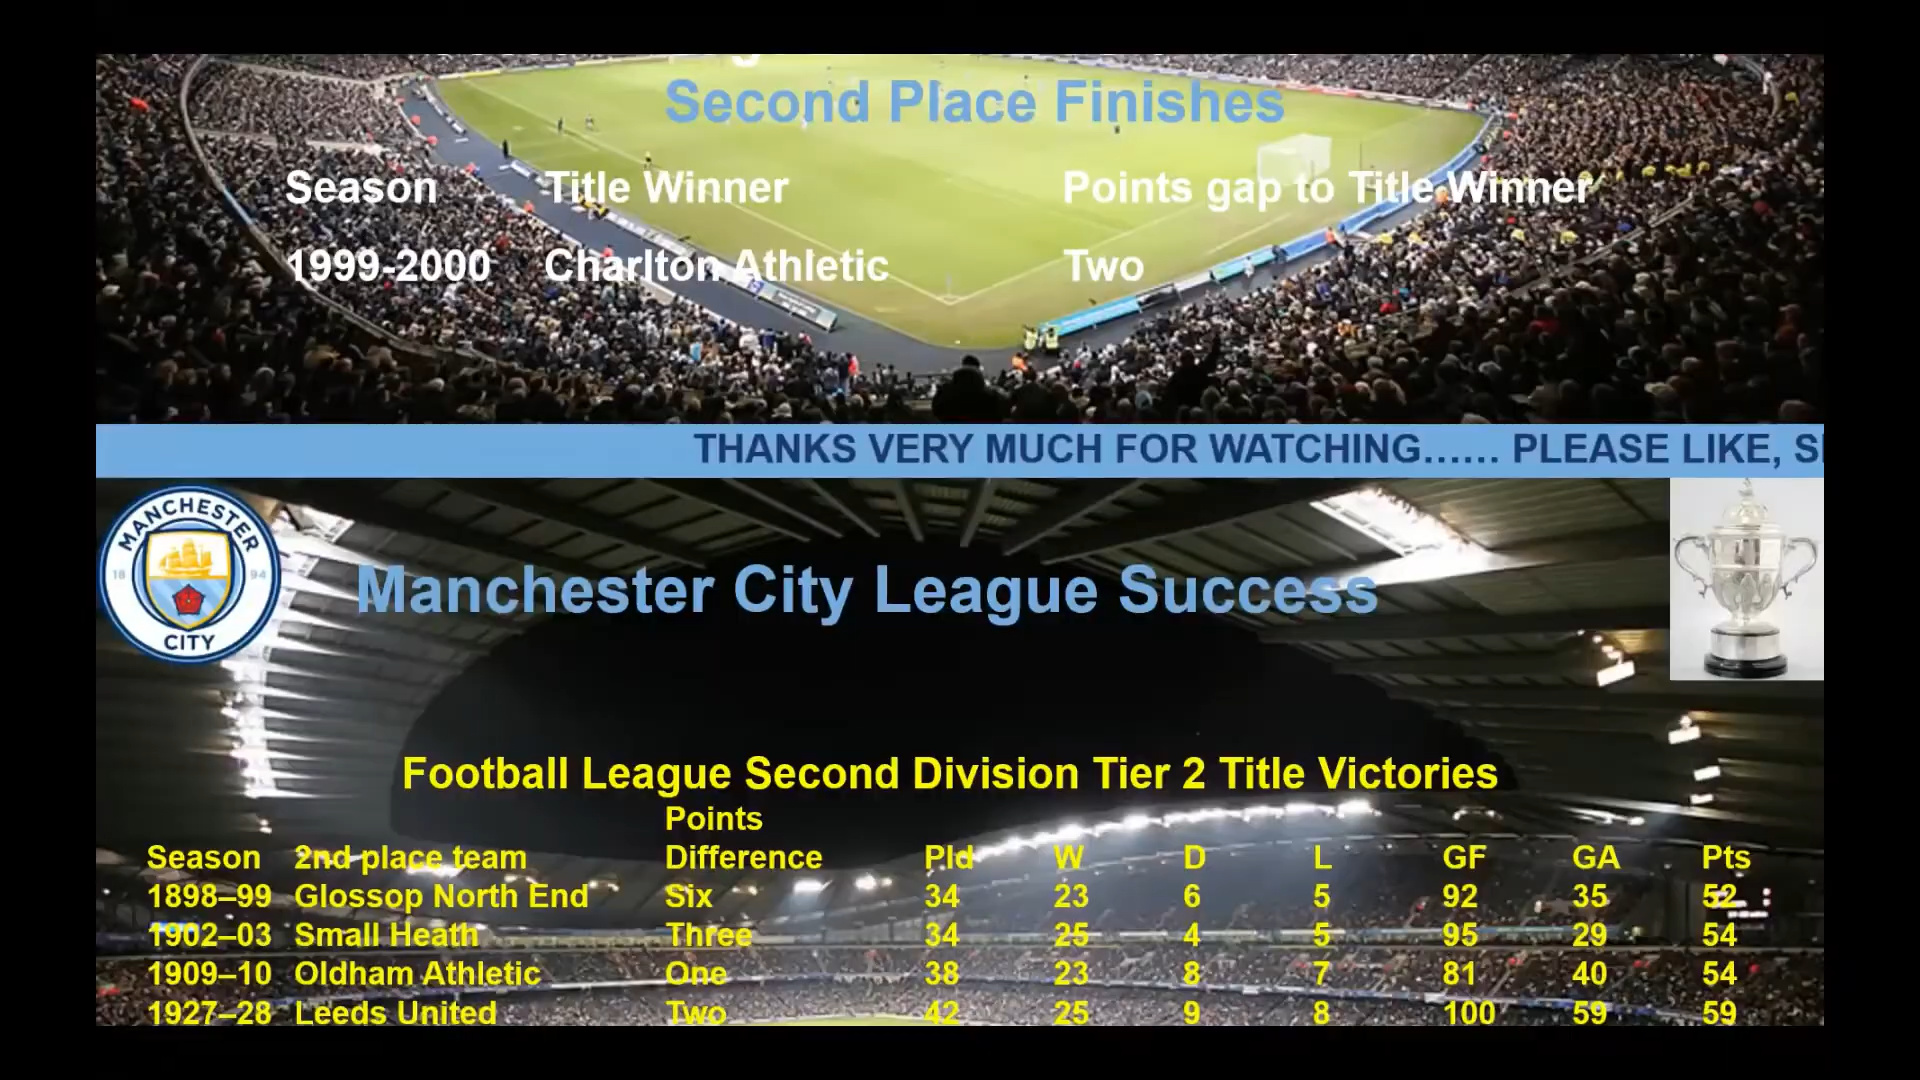 Second Place Finishes
Season Title Winner Points gap to Title Winner
1999-2000 Charlton Athletic Two
THANKS VERY MUCH FOR WATCHING...... PLEASE LIKE,
MANCHESTER
18 94
CITY
Manchester City League Success
Football League Second Division Tier 2 Title Victories
Points
Season 2nd place team Difference Pld W D L GF GA Pts
1898–99 Glossop North End Six 34 23 6 5 92 35 52
1902–03 Small Heath Three 34 25 4 5 95 29 54
1909–10 Oldham Athletic One 38 23 8 7 81 40 54
1927–28 Leeds United Two 42 25 9 8 100 59 59